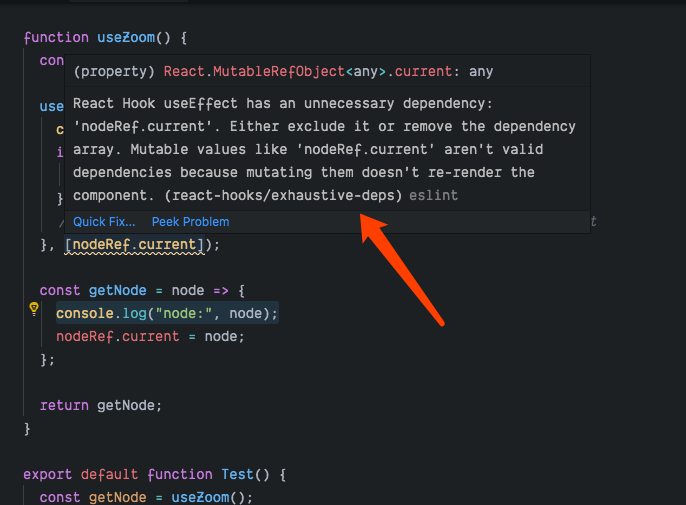 function useZoom() {
con
(property) React.MutableRefObject<any>.current: any
use
React Hook useEffect has an unnecessary dependency:
c
'nodeRef.current'. Either exclude it or remove the dependency
i
array. Mutable values like 'nodeRef.current' aren't valid
dependencies because mutating them doesn't re-render the
}
component. (react-hooks/exhaustive-deps) eslint
/
Quick Fix... Peek Problem
t
}, [nodeRef.current]);
const getNode = node => {
console.log("node:", node);
nodeRef.current = node;
};
return getNode;
}
export default function Test() {
const getNode = useZoom();